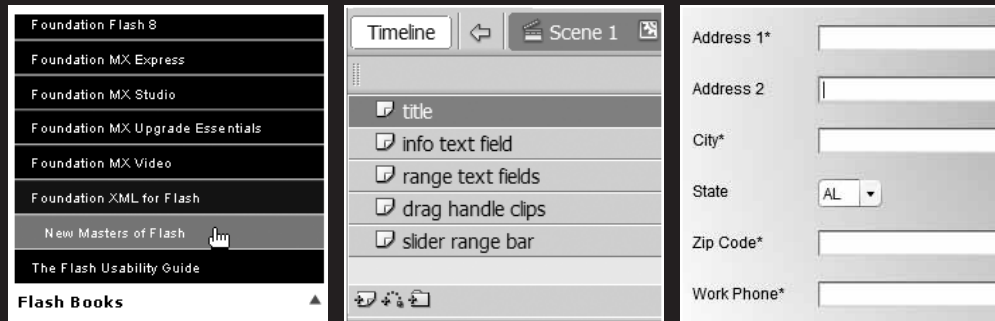 Foundation Flash 8
Foundation MX Express
Foundation MX Studio
Foundation MX Upgrade Essentials
Foundation MX Video
Foundation XML for Flash
New Masters of Flash
The Flash Usability Guide
Flash Books
Timeline
Scene 1
title
info text field
range text fields
drag handle clips
slider range bar
Address 1*
Address 2
City*
State AL
Zip Code*
Work Phone*